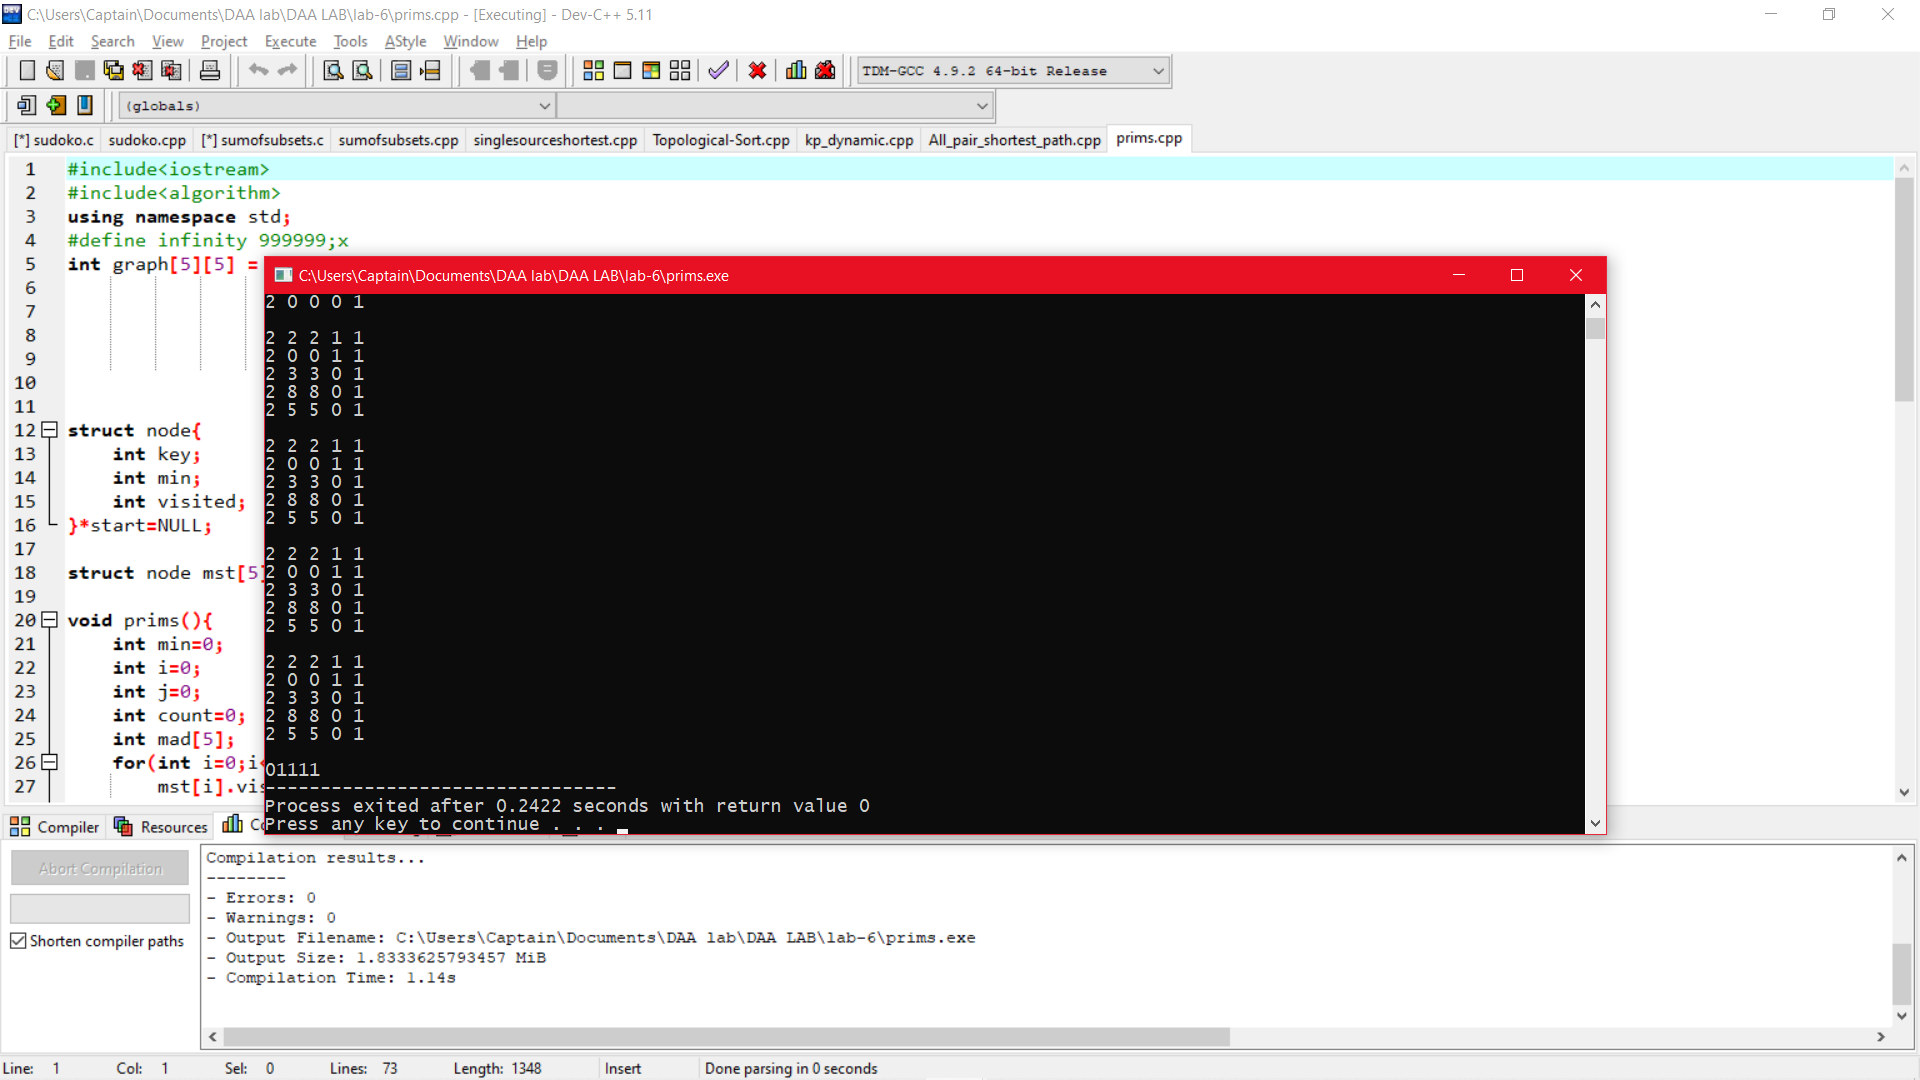 C:\Users\Captain\Documents\DAA lab\DAA LAB\lab-6\prims.cpp - [Executing] - Dev-C++ 5.11
File Edit Search View Project Execute Tools AStyle Window Help
TDM-GCC 4.9.2 64-bit Release
(globals)
[*] sudoko.c sudoko.cpp [*] sumofsubsets.c sumofsubsets.cpp singlesourceshortest.cpp Topological-Sort.cpp kp_dynamic.cpp All_pair_shortest_path.cpp prims.cpp
1 #include<iostream>
2 #include<algorithm>
3 using namespace std;
4 #define infinity 999999;x
5 int graph[5][5] =
6
7
8
9
10
11
12 struct node{
13 int key;
14 int min;
15 int visited;
16 }*start=NULL;
17
18 struct node mst[5]
19
20 void prims(){
21 int min=0;
22 int i=0;
23 int j=0;
24 int count=0;
25 int mad[5];
26 for(int i=0;i<
27 mst[i].vis
C:\Users\Captain\Documents\DAA lab\DAA LAB\lab-6\prims.exe
2 0 0 0 1
2 2 2 1 1
2 0 0 1 1
2 3 3 0 1
2 8 8 0 1
2 5 5 0 1
2 2 2 1 1
2 0 0 1 1
2 3 3 0 1
2 8 8 0 1
2 5 5 0 1
2 2 2 1 1
2 0 0 1 1
2 3 3 0 1
2 8 8 0 1
2 5 5 0 1
2 2 2 1 1
2 0 0 1 1
2 3 3 0 1
2 8 8 0 1
2 5 5 0 1
01111
--------------------------------
Process exited after 0.2422 seconds with return value 0
Press any key to continue . . .
Compiler Resources Co
Abort Compilation
Shorten compiler paths
Compilation results...
--------
- Errors: 0
- Warnings: 0
- Output Filename: C:\Users\Captain\Documents\DAA lab\DAA LAB\lab-6\prims.exe
- Output Size: 1.8333625793457 MiB
- Compilation Time: 1.14s
Line: 1 Col: 1 Sel: 0 Lines: 73 Length: 1348 Insert Done parsing in 0 seconds